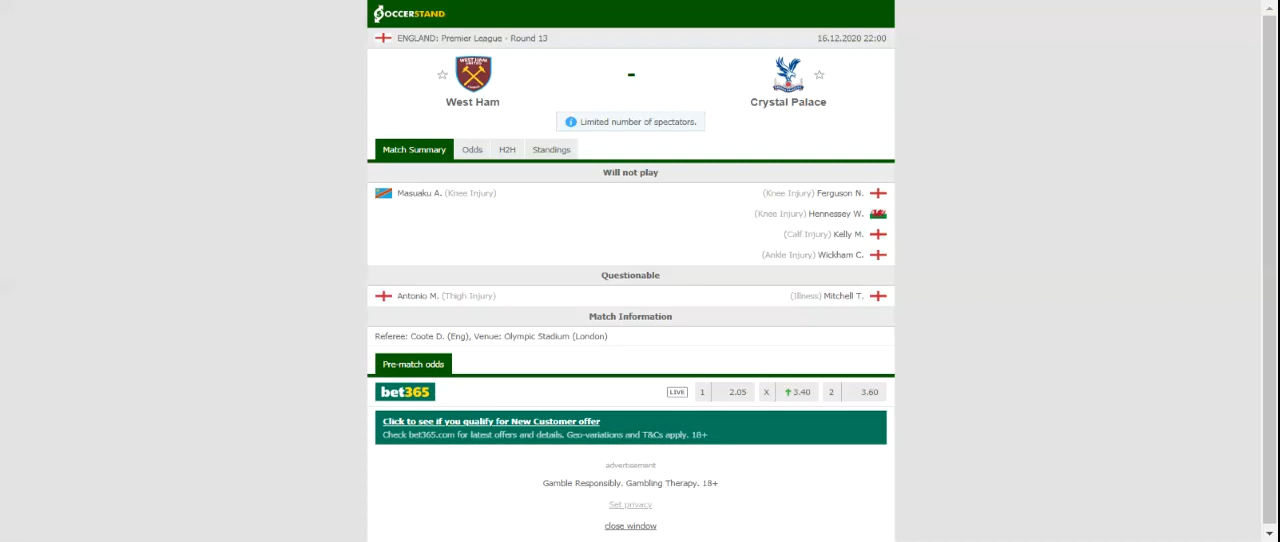 SOCCERSTAND
ENGLAND: Premier League - Round 13 16.12.2020 22:00
-
West Ham Crystal Palace
Limited number of spectators.
Match Summary Odds H2H Standings
Will not play
Masuaku A. (Knee Injury) (Knee Injury) Ferguson N.
(Knee Injury) Hennessey W.
(Calf Injury) Kelly M.
(Ankle Injury) Wickham C.
Questionable
Antonio M. (Thigh Injury) (Illness) Mitchell T.
Match Information
Referee: Coote D. (Eng), Venue: Olympic Stadium (London)
Pre-match odds
bet365 LIVE 1 2.05 X 3.40 2 3.60
Click to see if you qualify for New Customer offer
Check bet365.com for latest offers and details. Geo-variations and T&Cs apply. 18+
advertisement
Gamble Responsibly. Gambling Therapy. 18+
Set privacy
close window